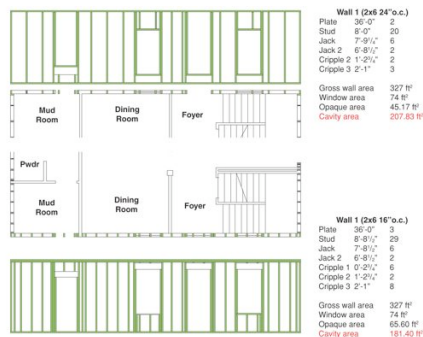 Wall 1 (2x6 24"o.c.)
Plate 36'-0" 2
Stud 8'-0" 20
Jack 7'-9¼" 6
Jack 2 6'-8½" 2
Cripple 2 1'-2¾" 2
Cripple 3 2'-1" 3
Gross wall area 327 ft²
Window area 74 ft²
Opaque area 45.17 ft²
Cavity area 207.83 ft²
Mud
Room
Dining
Room
Foyer
Pwdr
Mud
Room
Dining
Room
Foyer
Wall 1 (2x6 16"o.c.)
Plate 36'-0" 3
Stud 8'-8½" 29
Jack 7'-8½" 6
Jack 2 6'-8½" 2
Cripple 1 0'-2¾" 6
Cripple 2 1'-2¾" 2
Cripple 3 2'-1" 8
Gross wall area 327 ft²
Window area 74 ft²
Opaque area 65.60 ft²
Cavity area 181.40 ft²